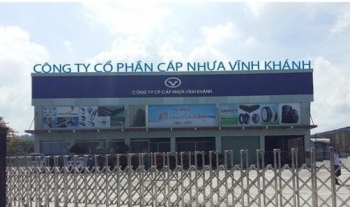 CÔNG TY CỔ PHẦN CÁP NHỰA VĨNH KHÁNH
CÔNG TY CP CÁP NHỰA VĨNH KHÁNH